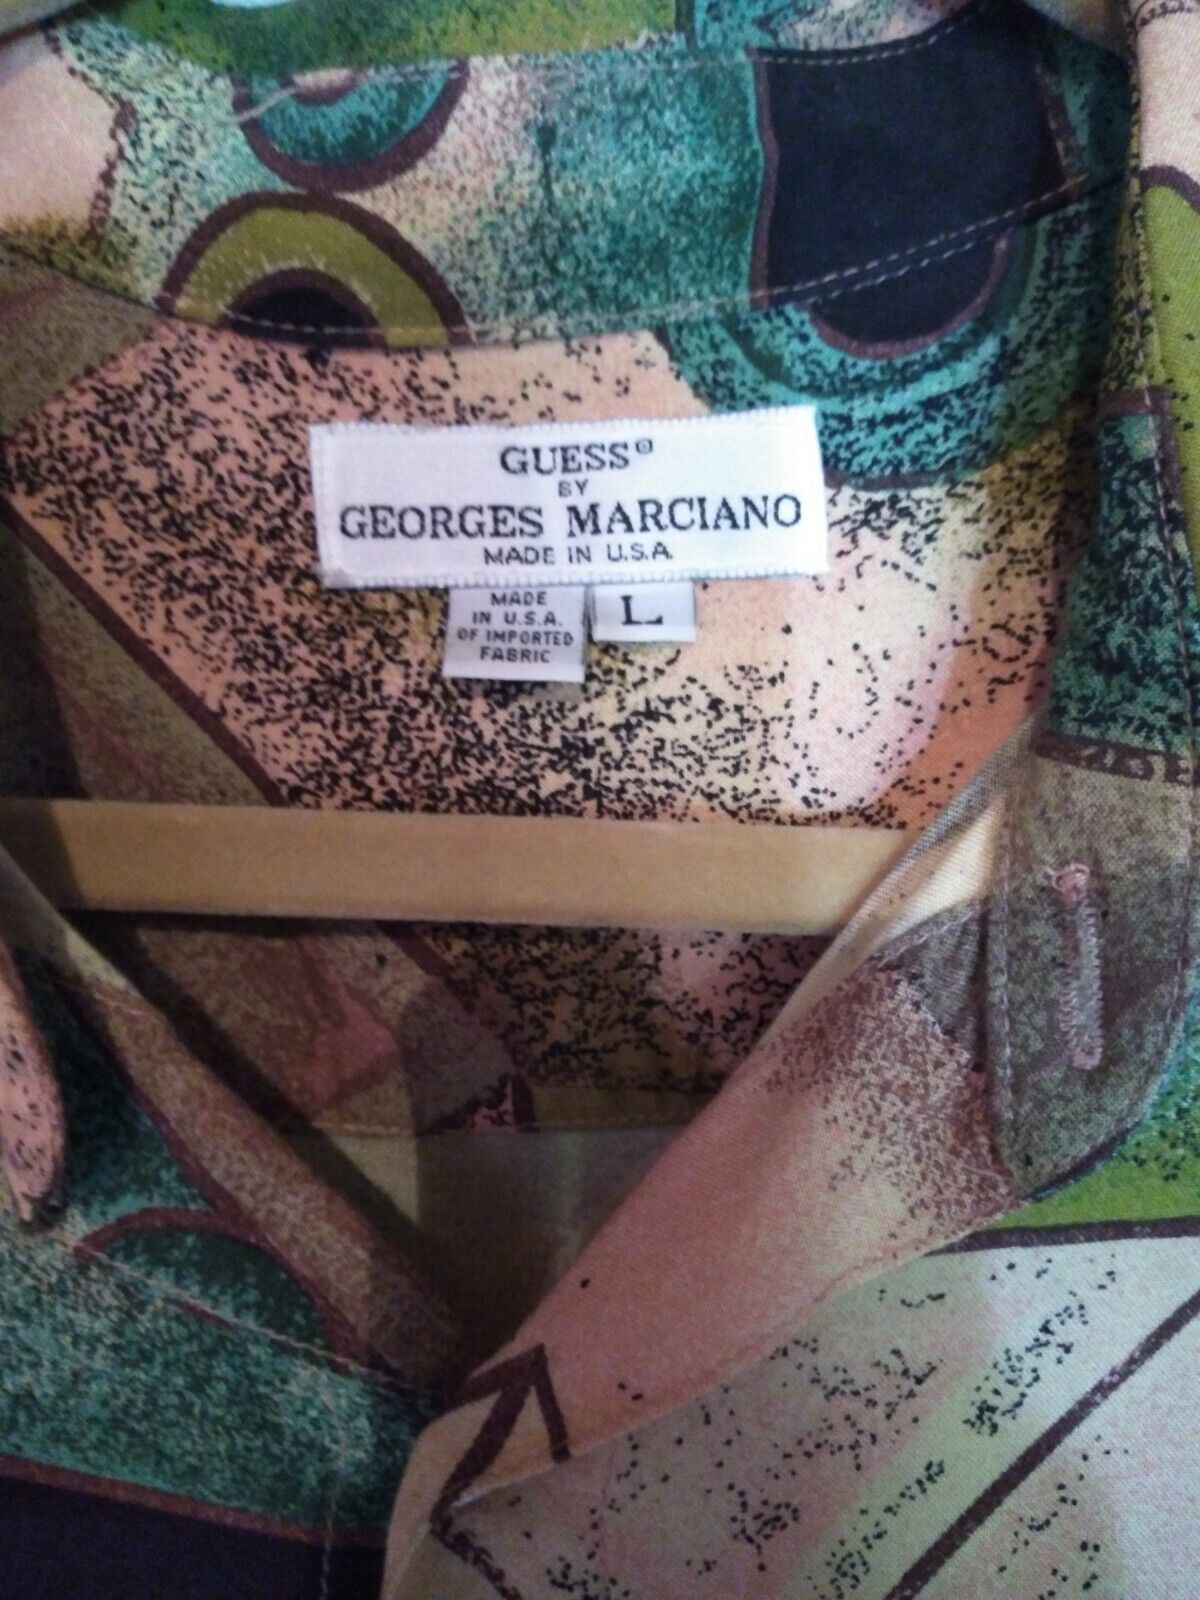 GUESS®
BY
GEORGES MARCIANO
MADE IN U.S.A.
MADE
IN U.S.A.
OF IMPORTED
FABRIC
L